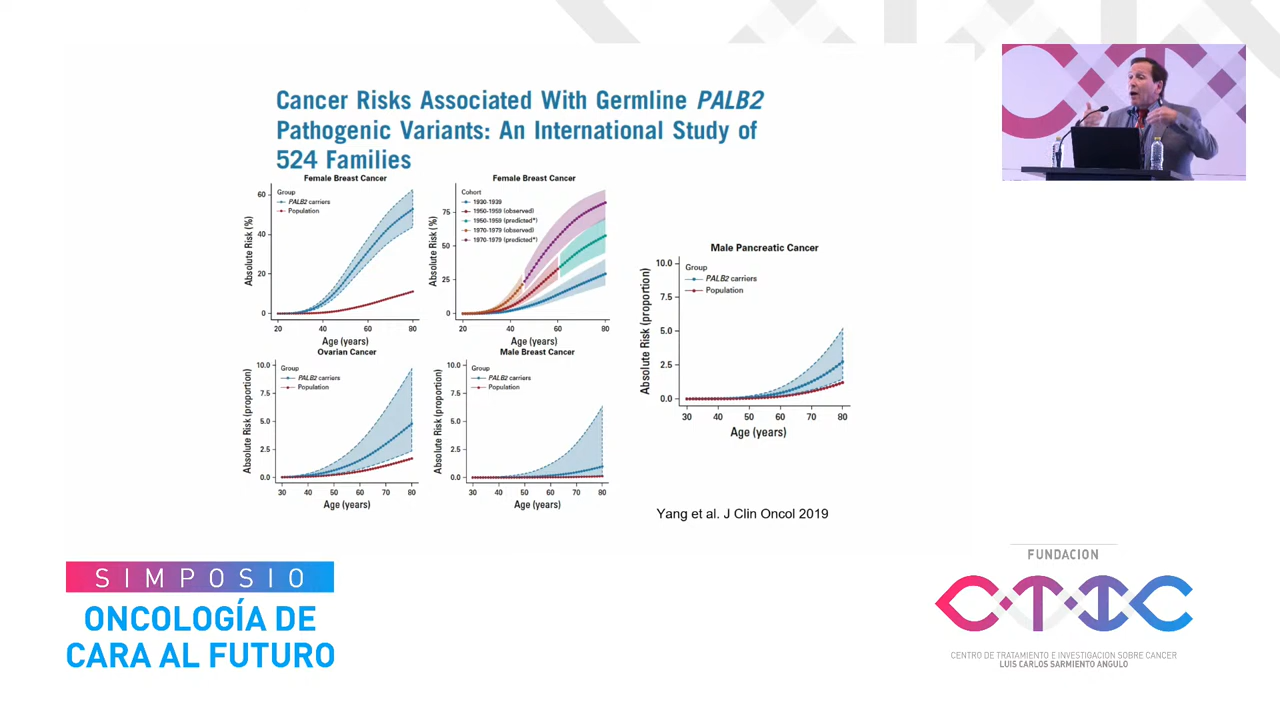 Cancer Risks Associated With Germline PALB2
Pathogenic Variants: An International Study of
524 Families
Female Breast Cancer
Absolute Risk (%)
60
40
20
0
Group
PALB2 carriers
Population
20
40
60
80
Age (years)
Female Breast Cancer
Absolute Risk (%)
75
50
25
0
Cohort
1930-1939
1950-1959 (observed)
1950-1959 (predicted*)
1970-1979 (observed)
1970-1979 (predicted*)
20
40
60
80
Age (years)
Ovarian Cancer
Absolute Risk (proportion)
10.0
7.5
5.0
2.5
0.0
Group
PALB2 carriers
Population
30
40
50
60
70
80
Age (years)
Male Breast Cancer
Absolute Risk (proportion)
10.0
7.5
5.0
2.5
0.0
Group
PALB2 carriers
Population
30
40
50
60
70
80
Age (years)
Male Pancreatic Cancer
Absolute Risk (proportion)
10.0
7.5
5.0
2.5
0.0
Group
PALB2 carriers
Population
30
40
50
60
70
80
Age (years)
Yang et al. J Clin Oncol 2019
SIMPOSIO
ONCOLOGÍA DE
CARA AL FUTURO
FUNDACION
CTIC
CENTRO DE TRATAMIENTO E INVESTIGACION SOBRE CANCER
LUIS CARLOS SARMIENTO ANGULO